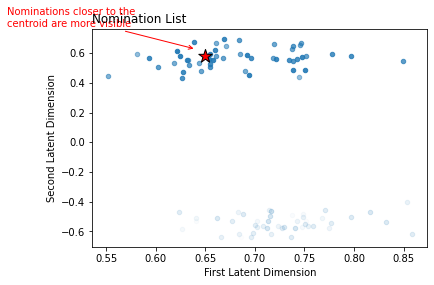 Nominations closer to the
centroid are more visible
Nomination List
0.6
0.4
0.2
0.0
−0.2
−0.4
−0.6
Second Latent Dimension
0.55 0.60 0.65 0.70 0.75 0.80 0.85
First Latent Dimension